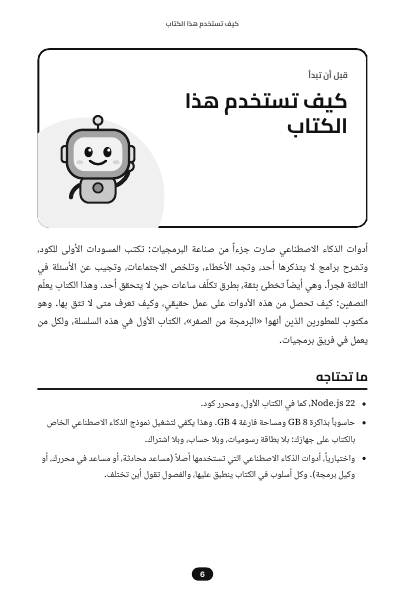 كيف تستخدم هذا الكتاب
قبل أن تبدأ
كيف تستخدم هذا
الكتاب
أدوات الذكاء الاصطناعي صارت جزءاً من صناعة البرمجيات: تكتب المسودات الأولى للكود،
وتشرح برامج لا يتذكرها أحد، وتجد الأخطاء، وتلخص الاجتماعات، وتجيب عن الأسئلة في
الثالثة فجراً. وهي أيضاً تخطئ بثقة، بطرق تكلّف ساعات حين لا يتحقق أحد. وهذا الكتاب يعلّم
النصفين: كيف تحصل من هذه الأدوات على عمل حقيقي، وكيف تعرف متى لا تثق بها. وهو
مكتوب للمطورين الذين أنهوا «البرمجة من الصفر»، الكتاب الأول في هذه السلسلة، ولكل من
يعمل في فريق برمجيات.
ما تحتاجه
• Node.js 22، كما في الكتاب الأول، ومحرر كود.
• حاسوباً بذاكرة 8 GB ومساحة فارغة 4 GB. وهذا يكفي لتشغيل نموذج الذكاء الاصطناعي الخاص
بالكتاب على جهازك: بلا بطاقة رسوميات، وبلا حساب، وبلا اشتراك.
• واختيارياً، أدوات الذكاء الاصطناعي التي تستخدمها أصلاً (مساعد محادثة، أو مساعد في محررك، أو
وكيل برمجة). وكل أسلوب في الكتاب ينطبق عليها، والفصول تقول أين تختلف.
6